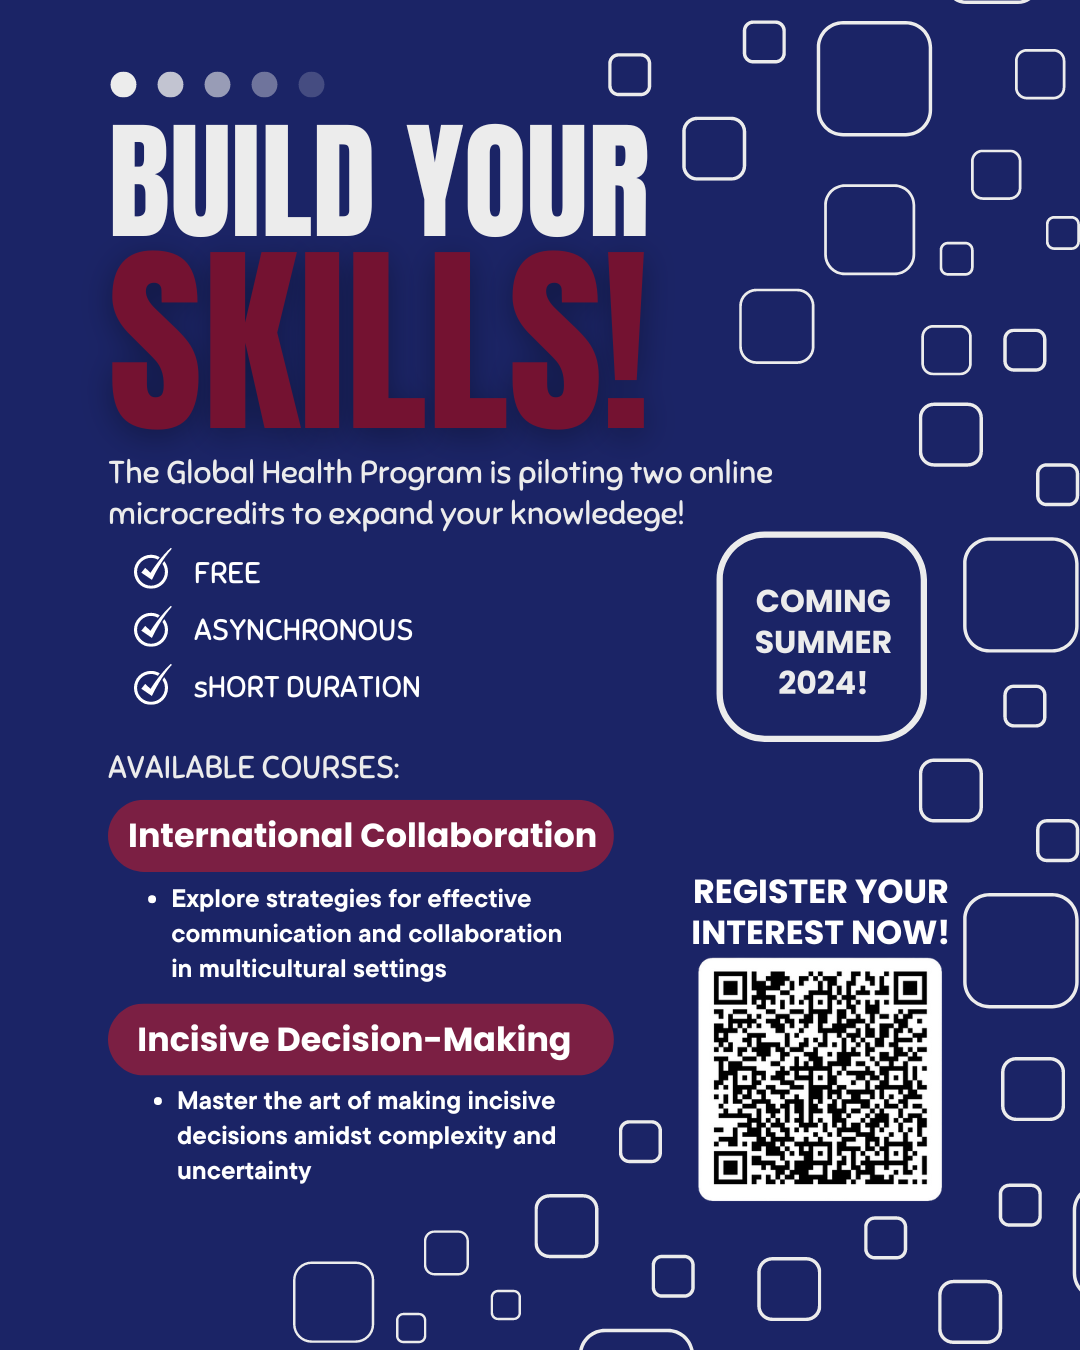 BUILD YOUR
SKILLS!
The Global Health Program is piloting two online
microcredits to expand your knowledege!
FREE
ASYNCHRONOUS
sHORT DURATION
COMING
SUMMER
2024!
AVAILABLE COURSES:
International Collaboration
• Explore strategies for effective
communication and collaboration
in multicultural settings
Incisive Decision-Making
• Master the art of making incisive
decisions amidst complexity and
uncertainty
REGISTER YOUR
INTEREST NOW!